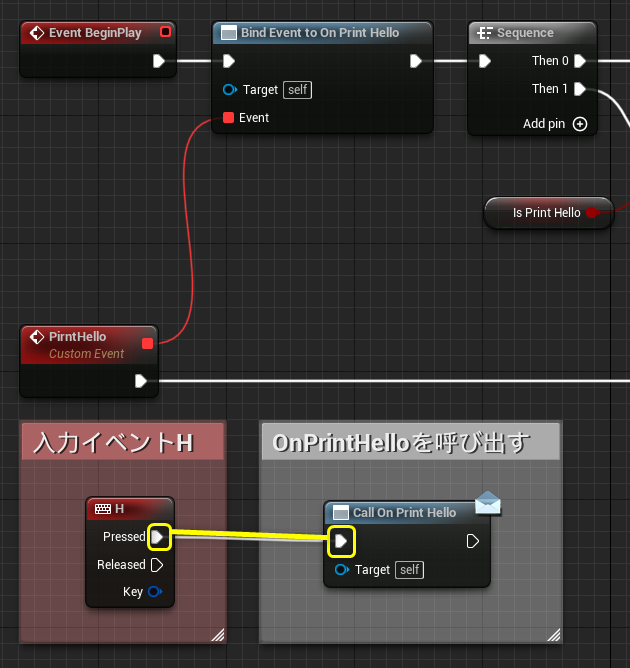 Event BeginPlay
Bind Event to On Print Hello
Target self
Event
Sequence
Then 0
Then 1
Add pin
Is Print Hello
PirntHello
Custom Event
入力イベントH
H
Pressed
Released
Key
OnPrintHelloを呼び出す
Call On Print Hello
Target self